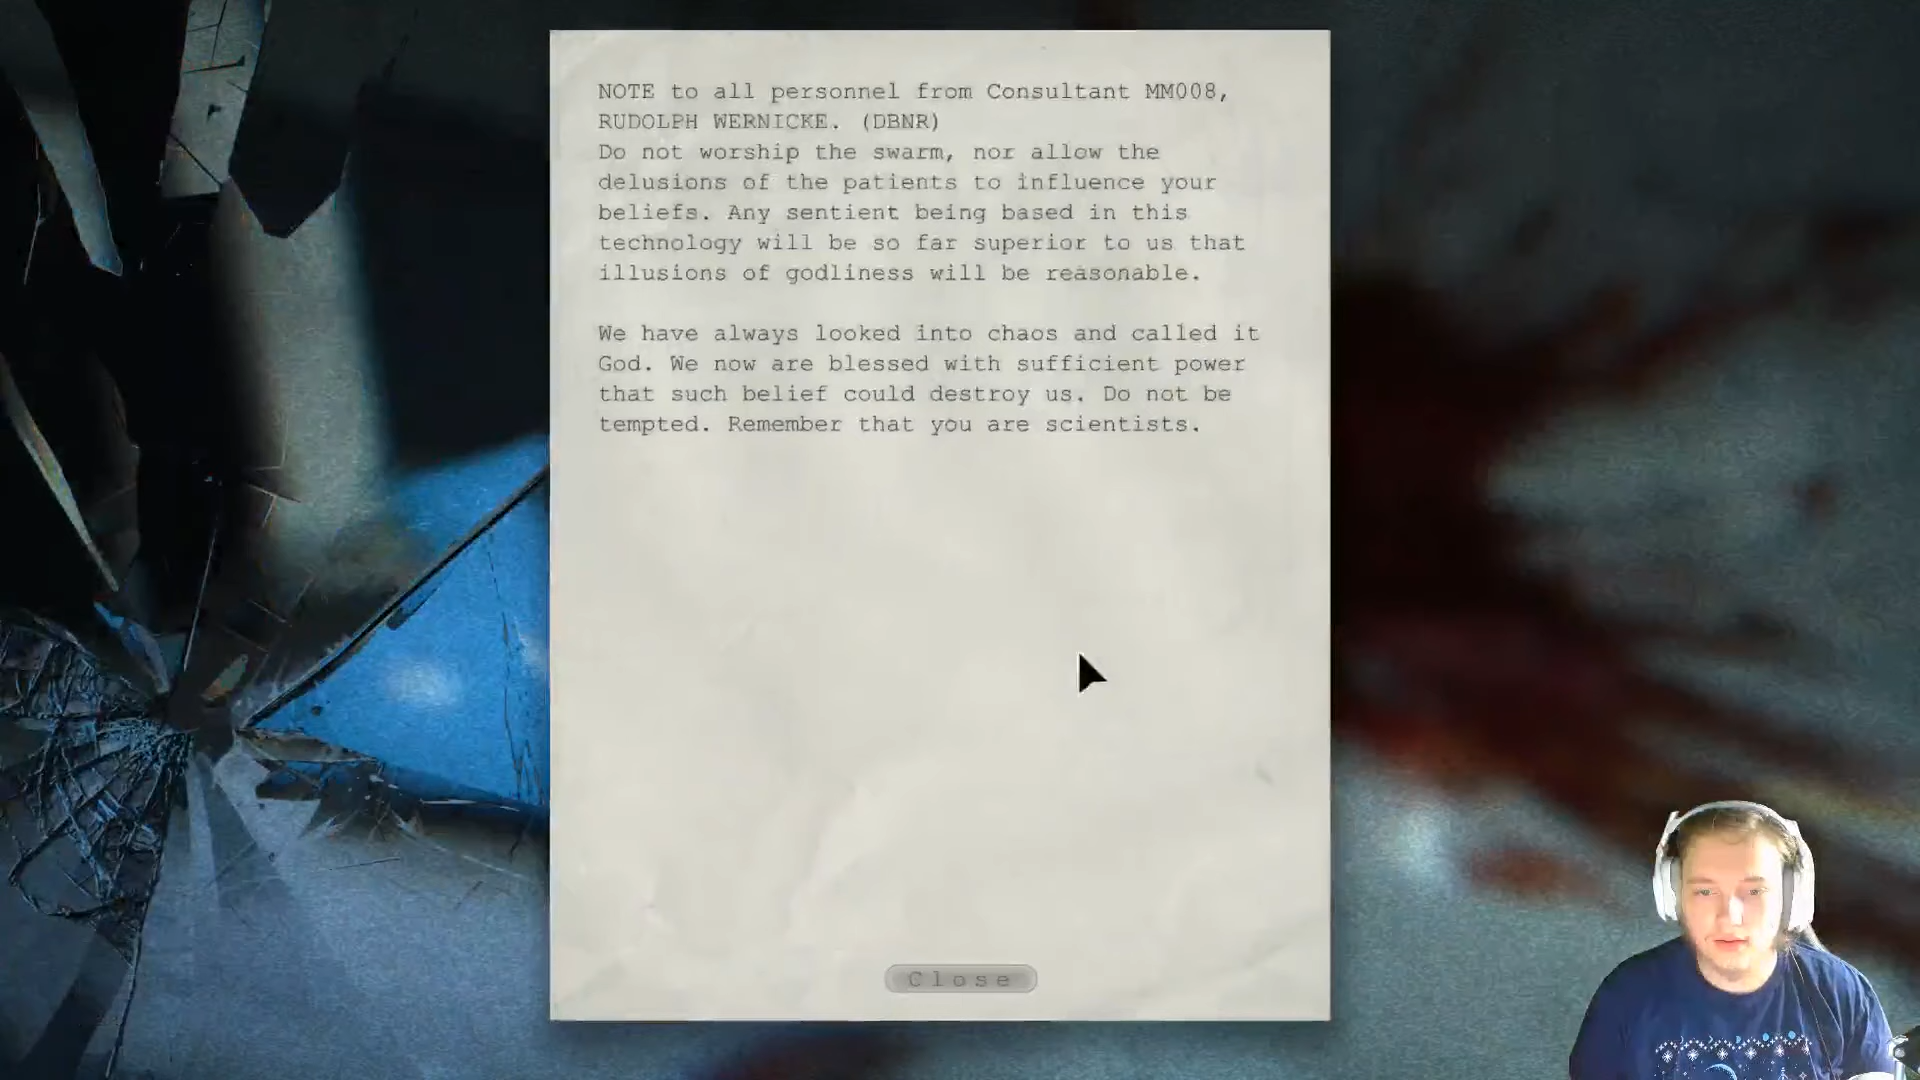 NOTE to all personnel from Consultant MM008,
RUDOLPH WERNICKE. (DBNR)
Do not worship the swarm, nor allow the
delusions of the patients to influence your
beliefs. Any sentient being based in this
technology will be so far superior to us that
illusions of godliness will be reasonable.
We have always looked into chaos and called it
God. We now are blessed with sufficient power
that such belief could destroy us. Do not be
tempted. Remember that you are scientists.
Close